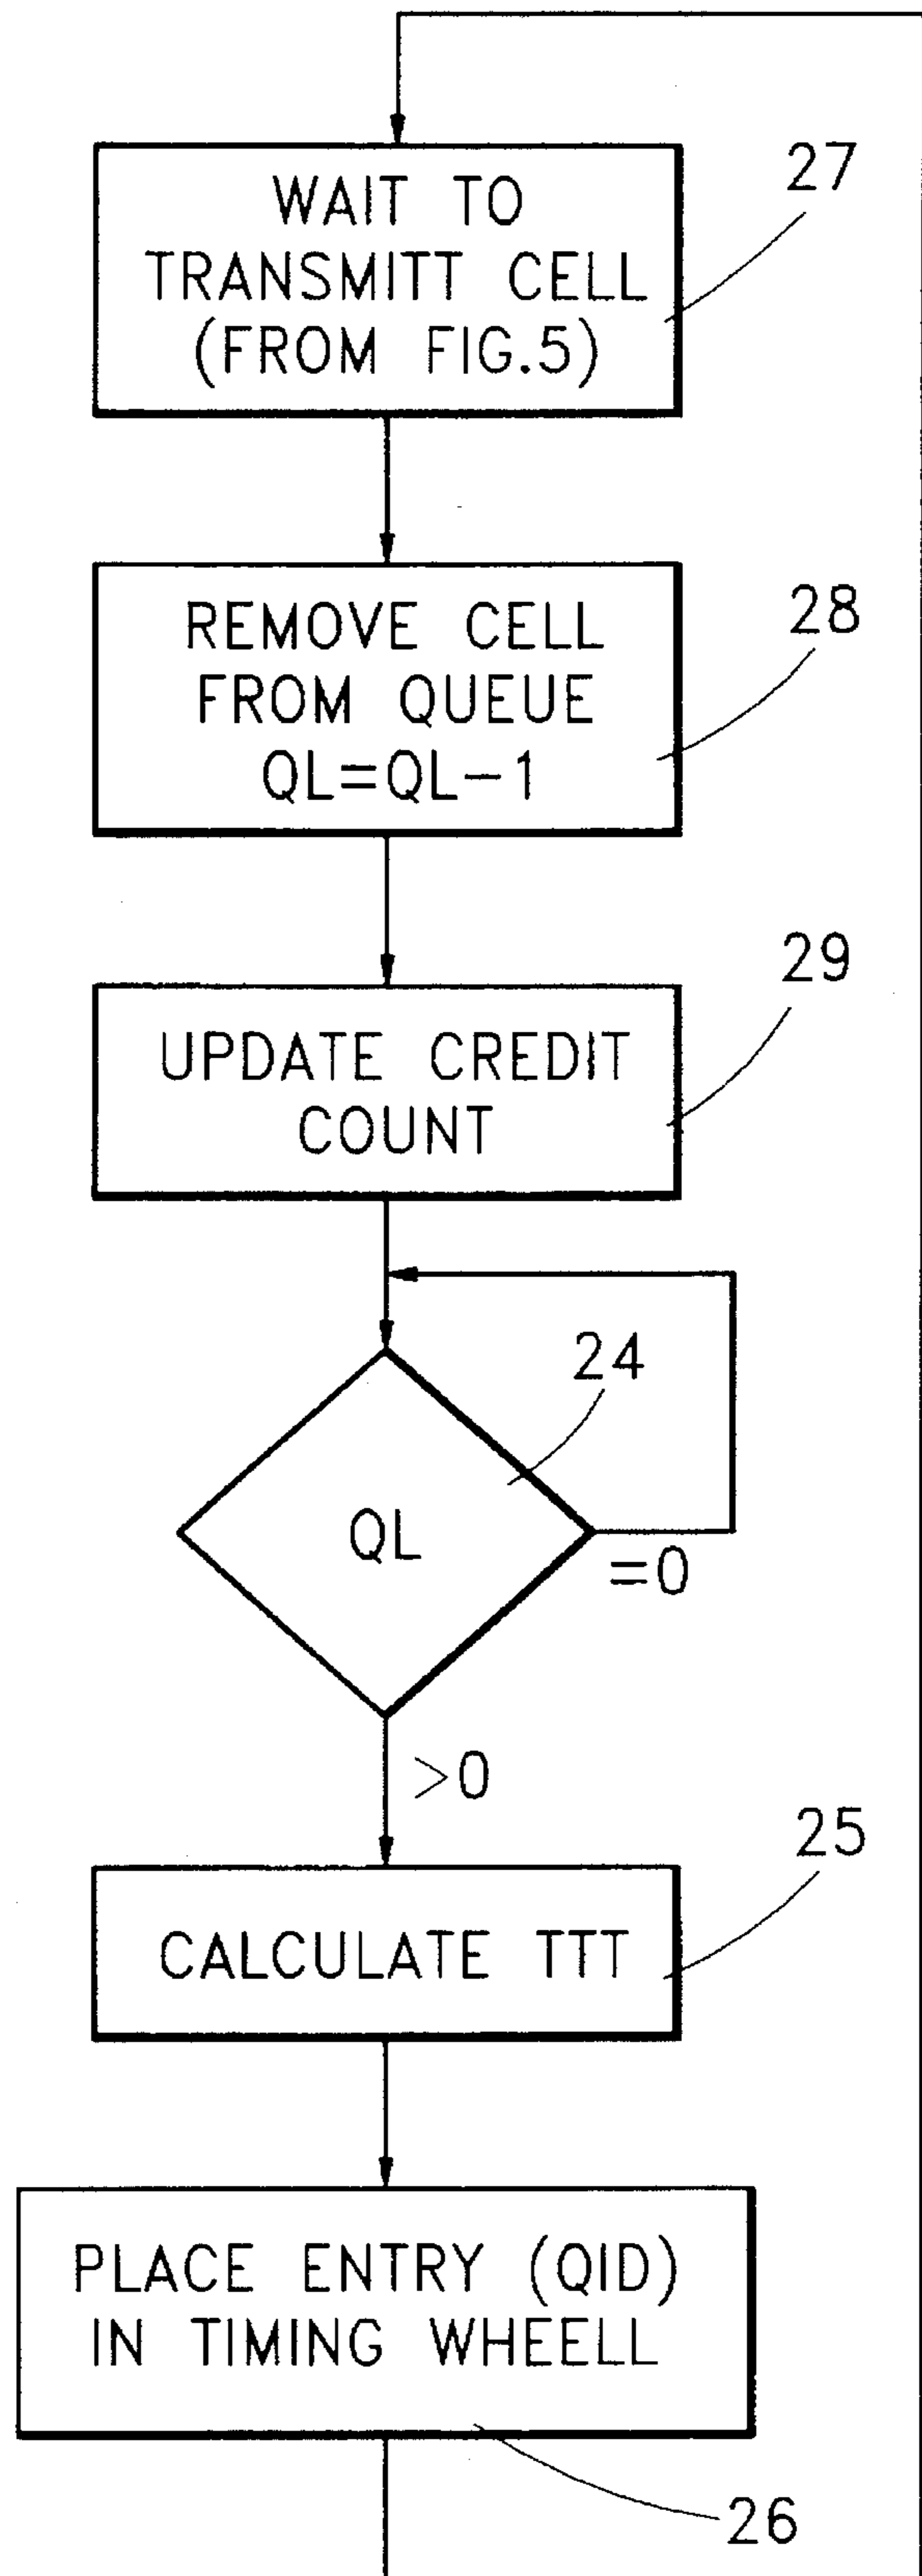 WAIT TO
TRANSMITT CELL
(FROM FIG.5)
27
REMOVE CELL
FROM QUEUE
QL=QL-1
28
UPDATE CREDIT
COUNT
29
24
QL
=0
>0
CALCULATE TTT
25
PLACE ENTRY (QID)
IN TIMING WHEELL
26